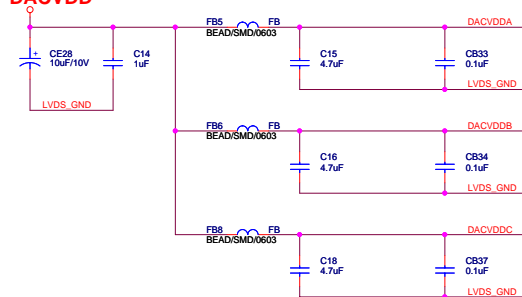 DACVDD
FB5 FB DACVDDA
BEAD/SMD/0603
CE28 C14 C15 CB33
+ 10uF/10V 1uF 4.7uF 0.1uF
LVDS_GND LVDS_GND
FB6 FB DACVDDB
BEAD/SMD/0603
C16 CB34
4.7uF 0.1uF
LVDS_GND
FB8 FB DACVDDC
BEAD/SMD/0603
C18 CB37
4.7uF 0.1uF
LVDS_GND